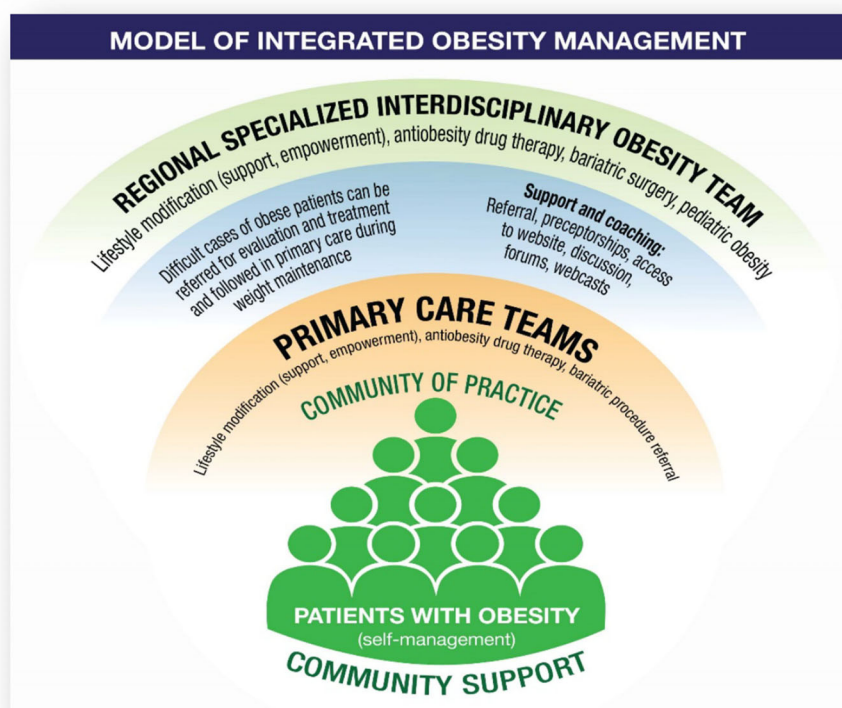 MODEL OF INTEGRATED OBESITY MANAGEMENT
REGIONAL SPECIALIZED INTERDISCIPLINARY OBESITY TEAM
Lifestyle modification (support, empowerment), antiobesity drug therapy, bariatric surgery, pediatric obesity
Difficult cases of obese patients can be
referred for evaluation and treatment
and followed in primary care during
weight maintenance
Support and coaching:
Referral, preceptorships, access
to website, discussion,
forums, webcasts
PRIMARY CARE TEAMS
Lifestyle modification (support, empowerment), antiobesity drug therapy, bariatric procedure referral
COMMUNITY OF PRACTICE
PATIENTS WITH OBESITY
(self-management)
COMMUNITY SUPPORT